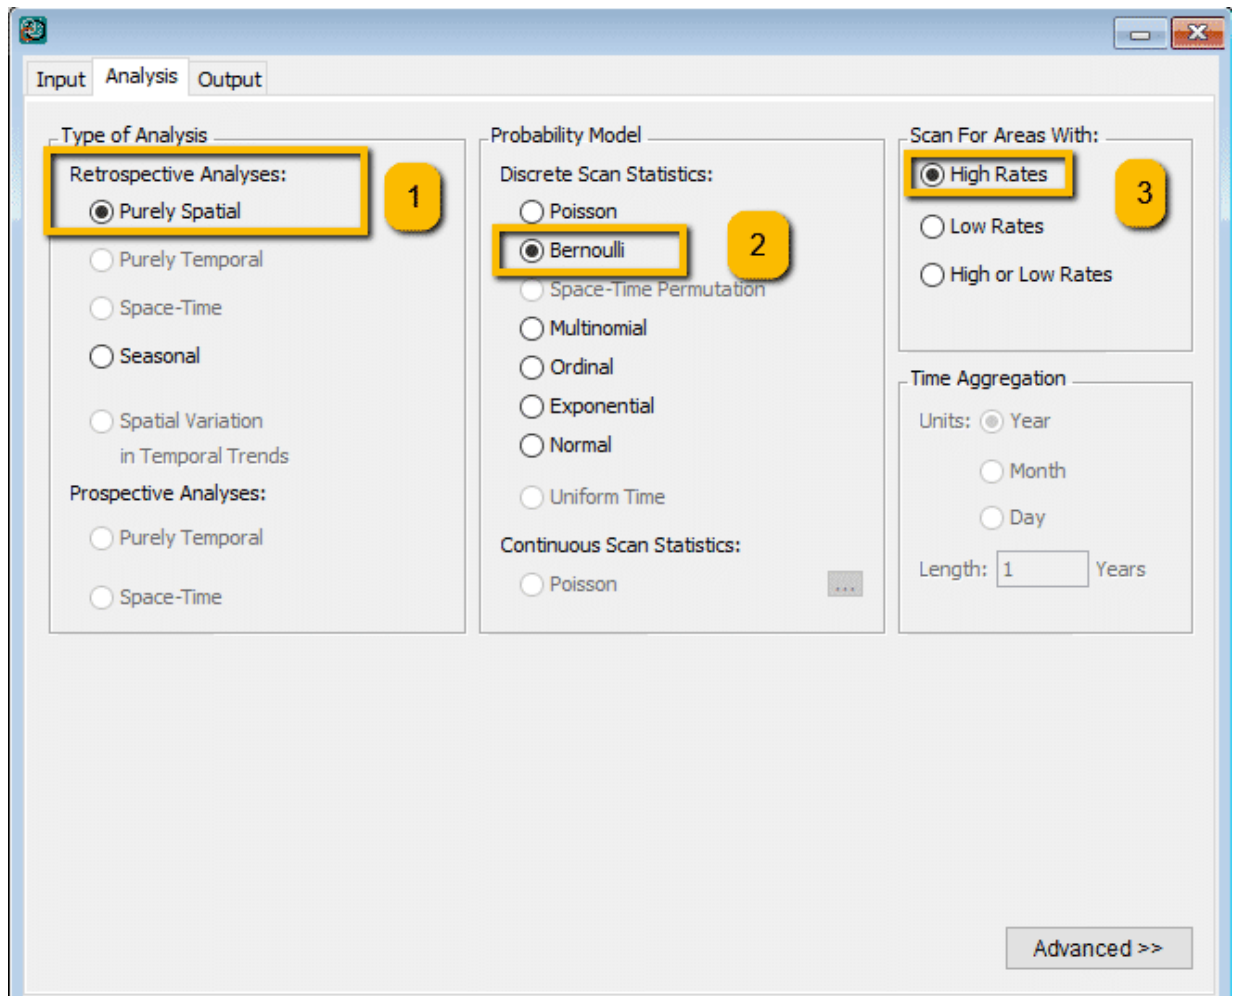 Input Analysis Output
Type of Analysis
Retrospective Analyses:
Purely Spatial
1
Purely Temporal
Space-Time
Seasonal
Spatial Variation
in Temporal Trends
Prospective Analyses:
Purely Temporal
Space-Time
Probability Model
Discrete Scan Statistics:
Poisson
Bernoulli
2
Space-Time Permutation
Multinomial
Ordinal
Exponential
Normal
Uniform Time
Continuous Scan Statistics:
Poisson ...
Scan For Areas With:
High Rates
3
Low Rates
High or Low Rates
Time Aggregation
Units: Year
Month
Day
Length: 1 Years
Advanced >>